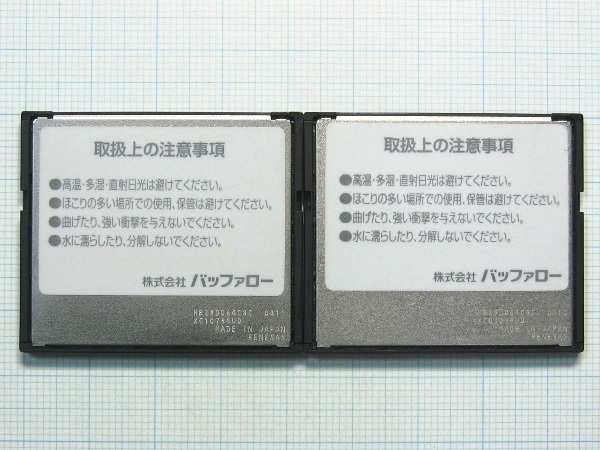 取扱上の注意事項
●高温・多湿・直射日光は避けてください。
●ほこりの多い場所での使用、保管は避けてください。
●曲げたり、強い衝撃を与えないでください。
●水に濡らしたり、分解しないでください。
株式会社 バッファロー
MADE IN JAPAN
RENESAS
取扱上の注意事項
●高温・多湿・直射日光は避けてください。
●ほこりの多い場所での使用、保管は避けてください。
●曲げたり、強い衝撃を与えないでください。
●水に濡らしたり、分解しないでください。
株式会社 バッファロー
MADE IN JAPAN
RENESAS